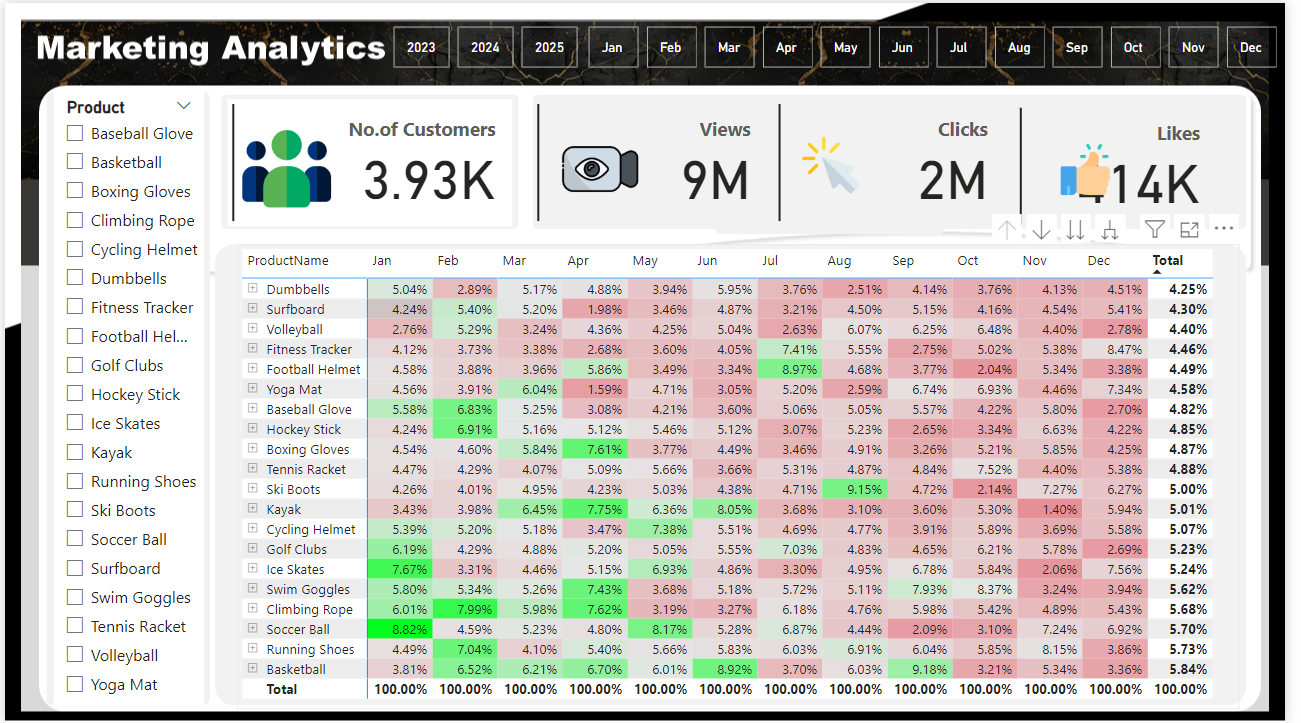 Marketing Analytics 2023 2024 2025 Jan Feb Mar Apr May Jun Jul Aug Sep Oct Nov Dec
Product
Baseball Glove
Basketball
Boxing Gloves
Climbing Rope
Cycling Helmet
Dumbbells
Fitness Tracker
Football Hel...
Golf Clubs
Hockey Stick
Ice Skates
Kayak
Running Shoes
Ski Boots
Soccer Ball
Surfboard
Swim Goggles
Tennis Racket
Volleyball
Yoga Mat
No.of Customers
3.93K
Views
9M
Clicks
2M
Likes
414K
ProductName Jan Feb Mar Apr May Jun Jul Aug Sep Oct Nov Dec Total
Dumbbells 5.04% 2.89% 5.17% 4.88% 3.94% 5.95% 3.76% 2.51% 4.14% 3.76% 4.13% 4.51% 4.25%
Surfboard 4.24% 5.40% 5.20% 1.98% 3.46% 4.87% 3.21% 4.50% 5.15% 4.16% 4.54% 5.41% 4.30%
Volleyball 2.76% 5.29% 3.24% 4.36% 4.25% 5.04% 2.63% 6.07% 6.25% 6.48% 4.40% 2.78% 4.40%
Fitness Tracker 4.12% 3.73% 3.38% 2.68% 3.60% 4.05% 7.41% 5.55% 2.75% 5.02% 5.38% 8.47% 4.46%
Football Helmet 4.58% 3.88% 3.96% 5.86% 3.49% 3.34% 8.97% 4.68% 3.77% 2.04% 5.34% 3.38% 4.49%
Yoga Mat 4.56% 3.91% 6.04% 1.59% 4.71% 3.05% 5.20% 2.59% 6.74% 6.93% 4.46% 7.34% 4.58%
Baseball Glove 5.58% 6.83% 5.25% 3.08% 4.21% 3.60% 5.06% 5.05% 5.57% 4.22% 5.80% 2.70% 4.82%
Hockey Stick 4.24% 6.91% 5.16% 5.12% 5.46% 5.12% 3.07% 5.23% 2.65% 3.34% 6.63% 4.22% 4.85%
Boxing Gloves 4.54% 4.60% 5.84% 7.61% 3.77% 4.49% 3.46% 4.91% 3.26% 5.21% 5.85% 4.25% 4.87%
Tennis Racket 4.47% 4.29% 4.07% 5.09% 5.66% 3.66% 5.31% 4.87% 4.84% 7.52% 4.40% 5.38% 4.88%
Ski Boots 4.26% 4.01% 4.95% 4.23% 5.03% 4.38% 4.71% 9.15% 4.72% 2.14% 7.27% 6.27% 5.00%
Kayak 3.43% 3.98% 6.45% 7.75% 6.36% 8.05% 3.68% 3.10% 3.60% 5.30% 1.40% 5.94% 5.01%
Cycling Helmet 5.39% 5.20% 5.18% 3.47% 7.38% 5.51% 4.69% 4.77% 3.91% 5.89% 3.69% 5.58% 5.07%
Golf Clubs 6.19% 4.29% 4.88% 5.20% 5.05% 5.55% 7.03% 4.83% 4.65% 6.21% 5.78% 2.69% 5.23%
Ice Skates 7.67% 3.31% 4.46% 5.15% 6.93% 4.86% 3.30% 4.95% 6.78% 5.84% 2.06% 7.56% 5.24%
Swim Goggles 5.80% 5.34% 5.26% 7.43% 3.68% 5.18% 5.72% 5.11% 7.93% 8.37% 3.24% 3.94% 5.62%
Climbing Rope 6.01% 7.99% 5.98% 7.62% 3.19% 3.27% 6.18% 4.76% 5.98% 5.42% 4.89% 5.43% 5.68%
Soccer Ball 8.82% 4.59% 5.23% 4.80% 8.17% 5.28% 6.87% 4.44% 2.09% 3.10% 7.24% 6.92% 5.70%
Running Shoes 4.49% 7.04% 4.10% 5.40% 5.66% 5.83% 6.03% 6.91% 6.04% 5.85% 8.15% 3.86% 5.73%
Basketball 3.81% 6.52% 6.21% 6.70% 6.01% 8.92% 3.70% 6.03% 9.18% 3.21% 5.34% 3.36% 5.84%
Total 100.00% 100.00% 100.00% 100.00% 100.00% 100.00% 100.00% 100.00% 100.00% 100.00% 100.00% 100.00% 100.00%